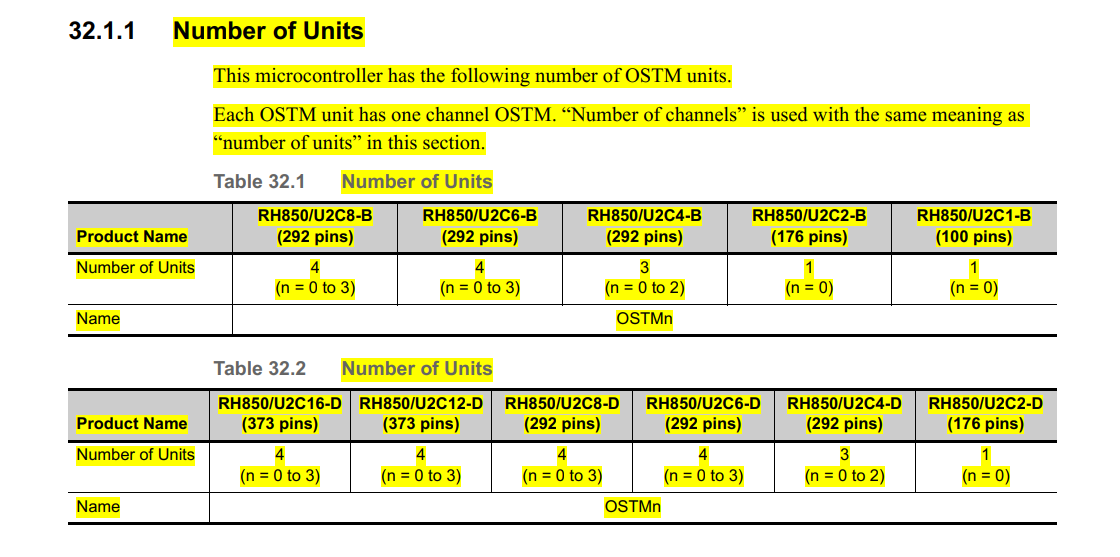 32.1.1 Number of Units
This microcontroller has the following number of OSTM units.
Each OSTM unit has one channel OSTM. “Number of channels” is used with the same meaning as
“number of units” in this section.
Table 32.1 Number of Units
RH850/U2C8-B RH850/U2C6-B RH850/U2C4-B RH850/U2C2-B RH850/U2C1-B
Product Name (292 pins) (292 pins) (292 pins) (176 pins) (100 pins)
Number of Units 4 4 3 1 1
(n = 0 to 3) (n = 0 to 3) (n = 0 to 2) (n = 0) (n = 0)
Name OSTMn
Table 32.2 Number of Units
RH850/U2C16-D RH850/U2C12-D RH850/U2C8-D RH850/U2C6-D RH850/U2C4-D RH850/U2C2-D
Product Name (373 pins) (373 pins) (292 pins) (292 pins) (292 pins) (176 pins)
Number of Units 4 4 4 4 3 1
(n = 0 to 3) (n = 0 to 3) (n = 0 to 3) (n = 0 to 3) (n = 0 to 2) (n = 0)
Name OSTMn